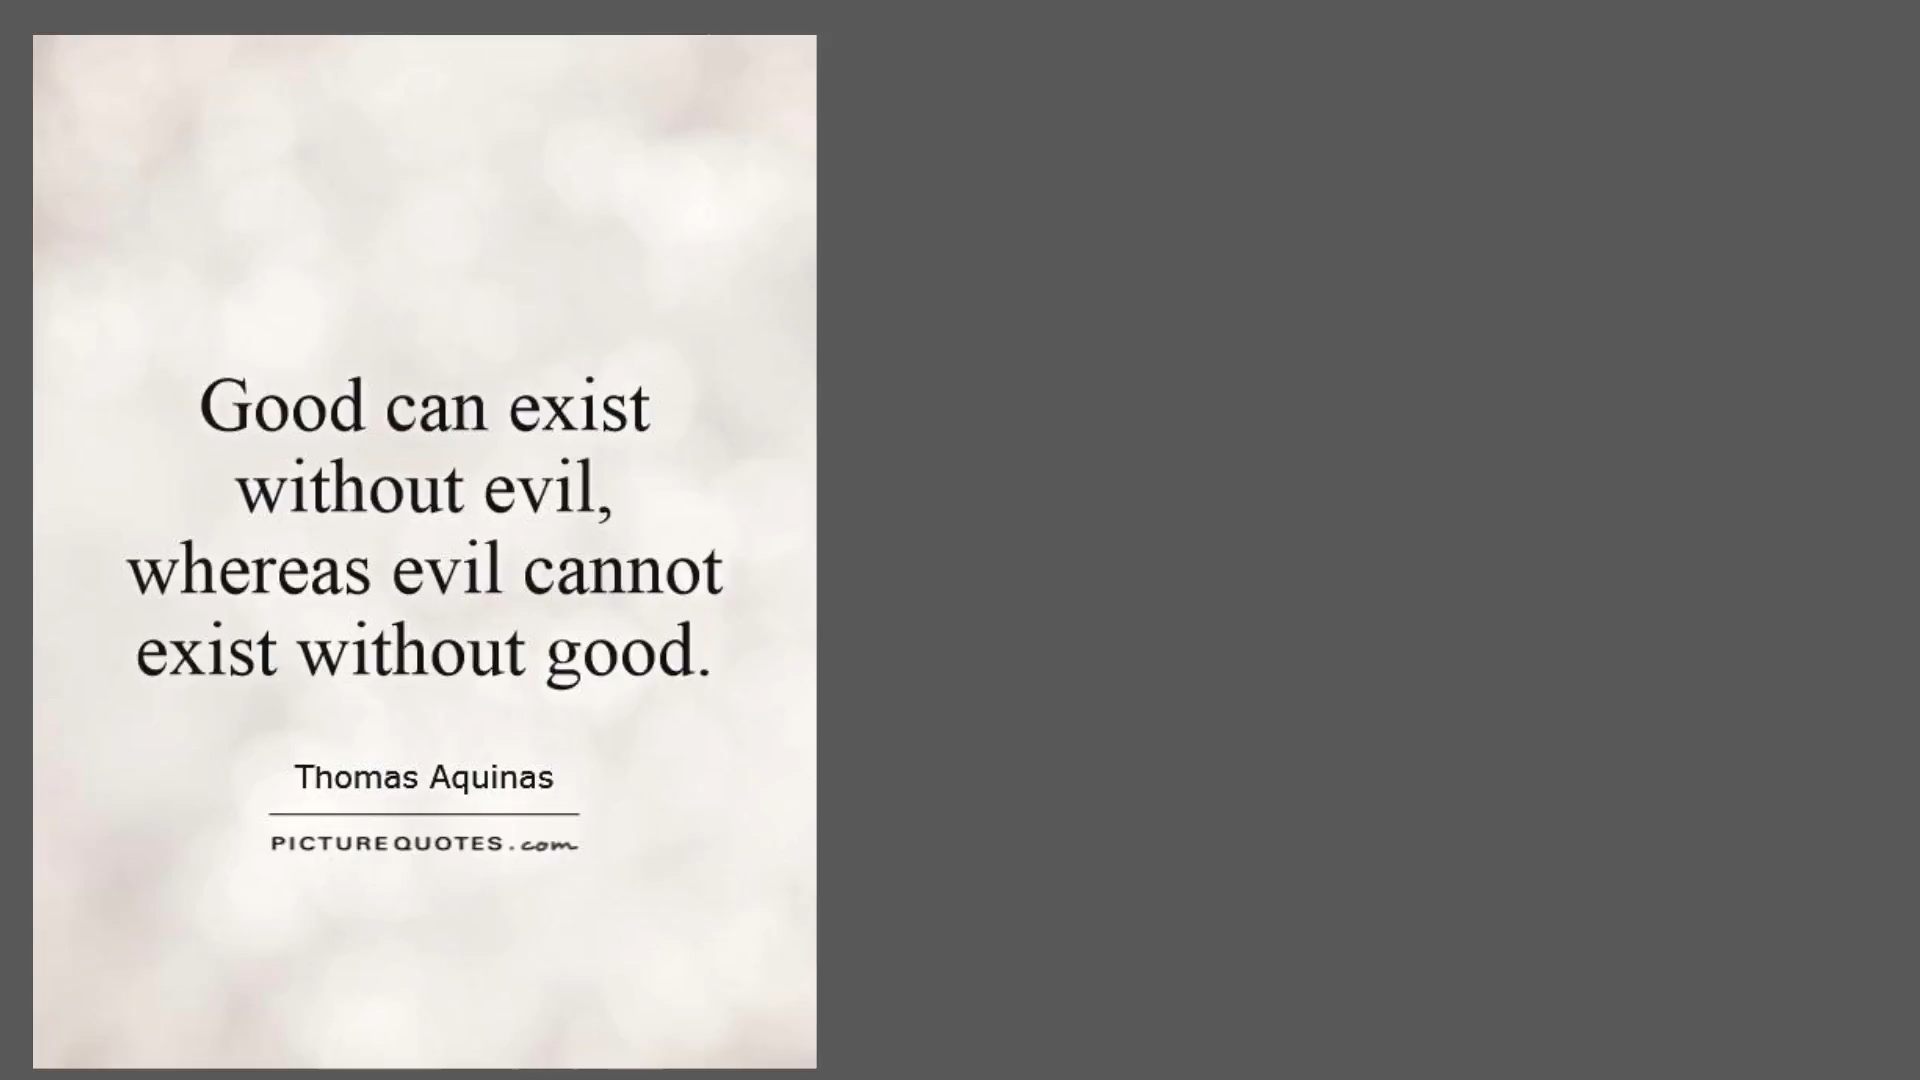 Good can exist
without evil,
whereas evil cannot
exist without good.
Thomas Aquinas
PICTUREQUOTES.com